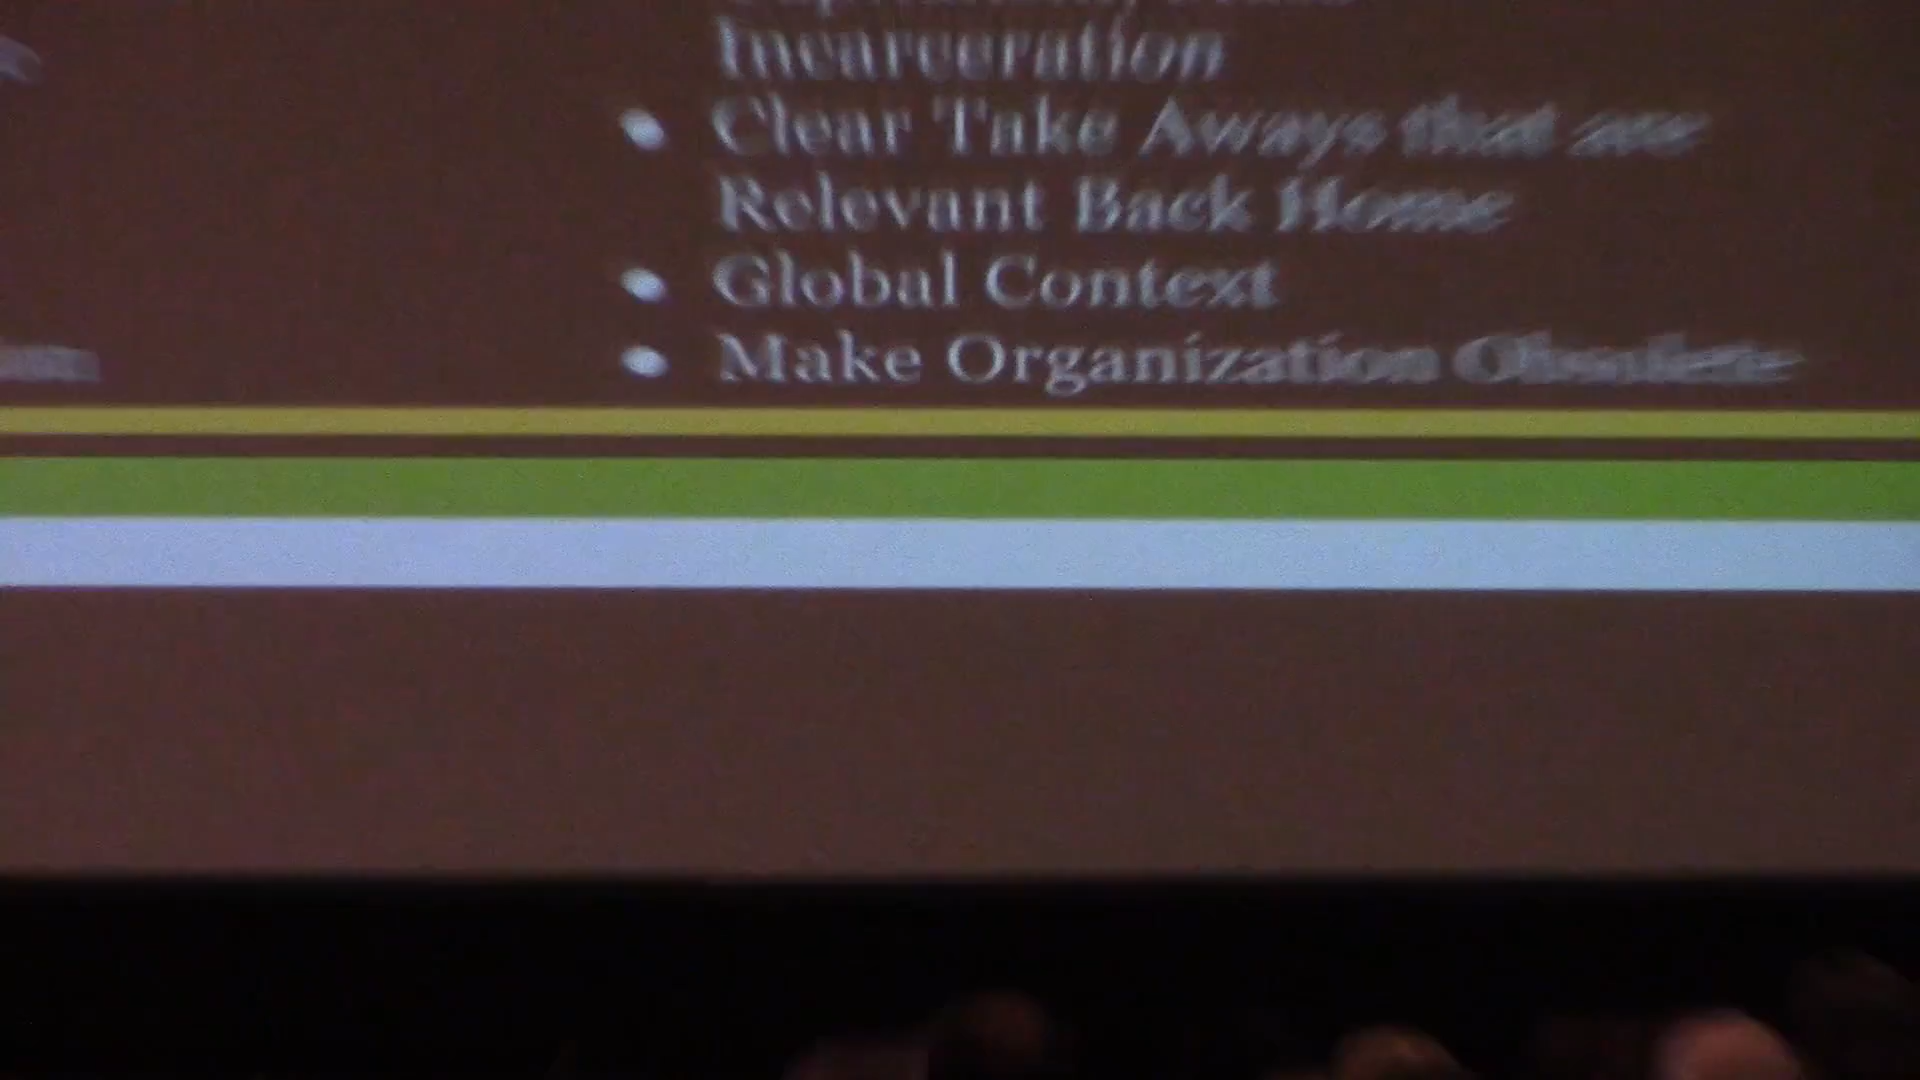 Incarceration
• Clear Take Aways that are
Relevant Back Home
• Global Context
• Make Organization Obsolete